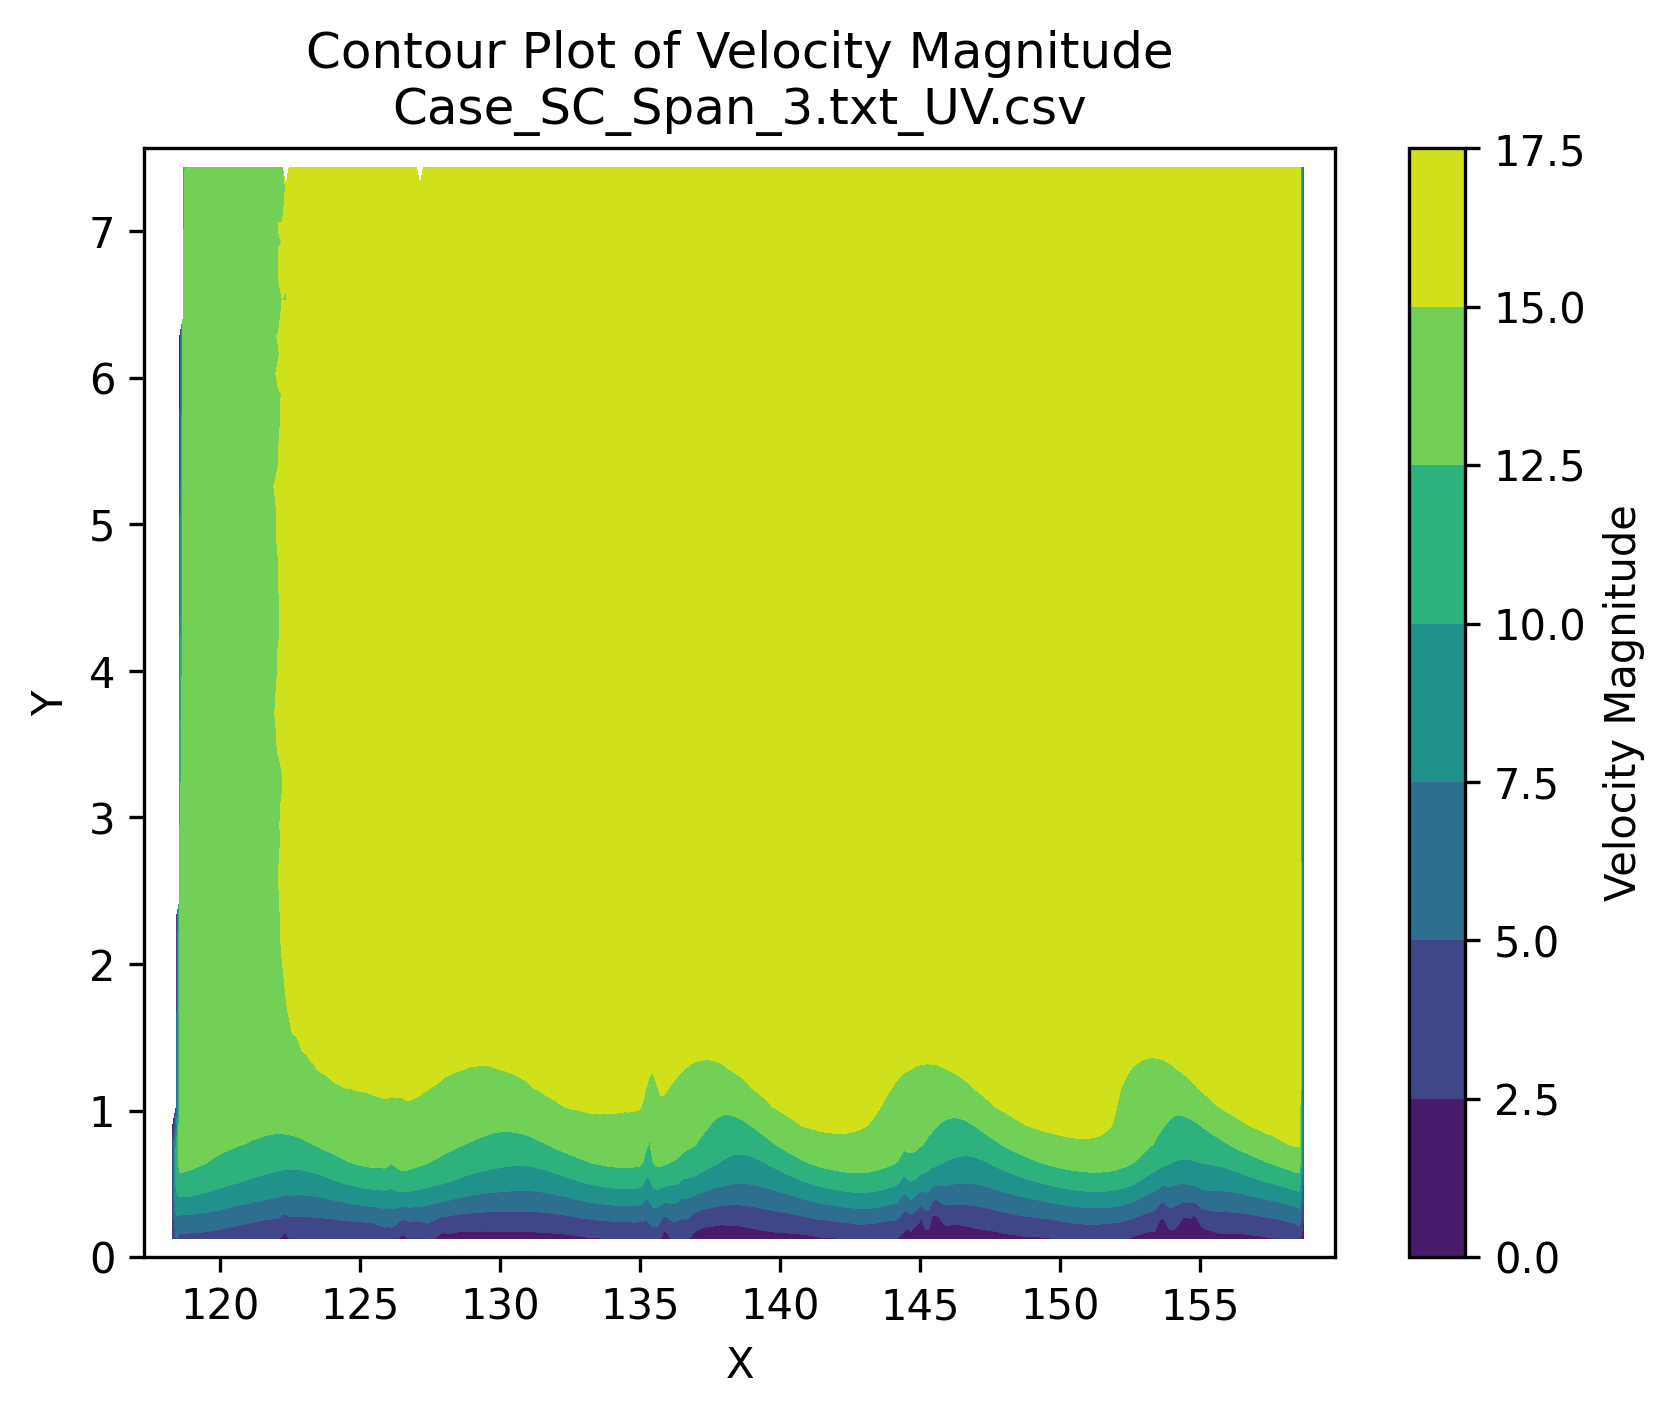 Contour Plot of Velocity Magnitude
Case_SC_Span_3.txt_UV.csv
Y
7
6
5
4
3
2
1
0
120 125 130 135 140 145 150 155
X
17.5
15.0
12.5
10.0
7.5
5.0
2.5
0.0
Velocity Magnitude